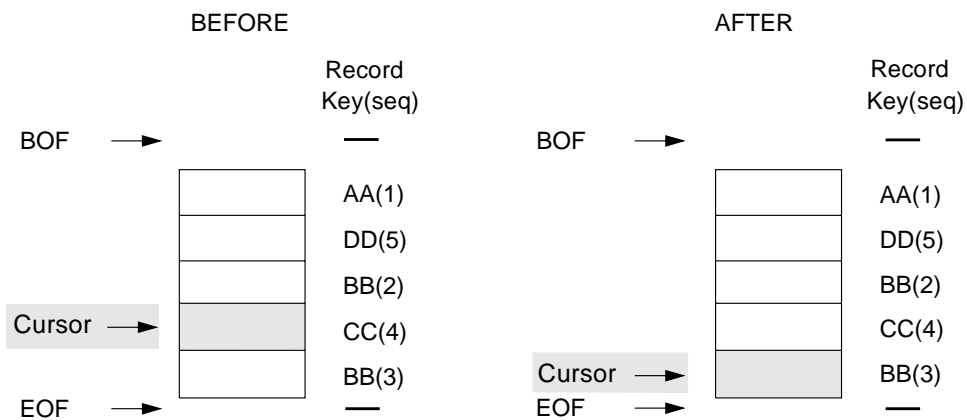 BEFORE
Record
Key(seq)
BOF
AA(1)
DD(5)
BB(2)
Cursor
CC(4)
BB(3)
EOF
AFTER
Record
Key(seq)
BOF
AA(1)
DD(5)
BB(2)
CC(4)
Cursor
BB(3)
EOF